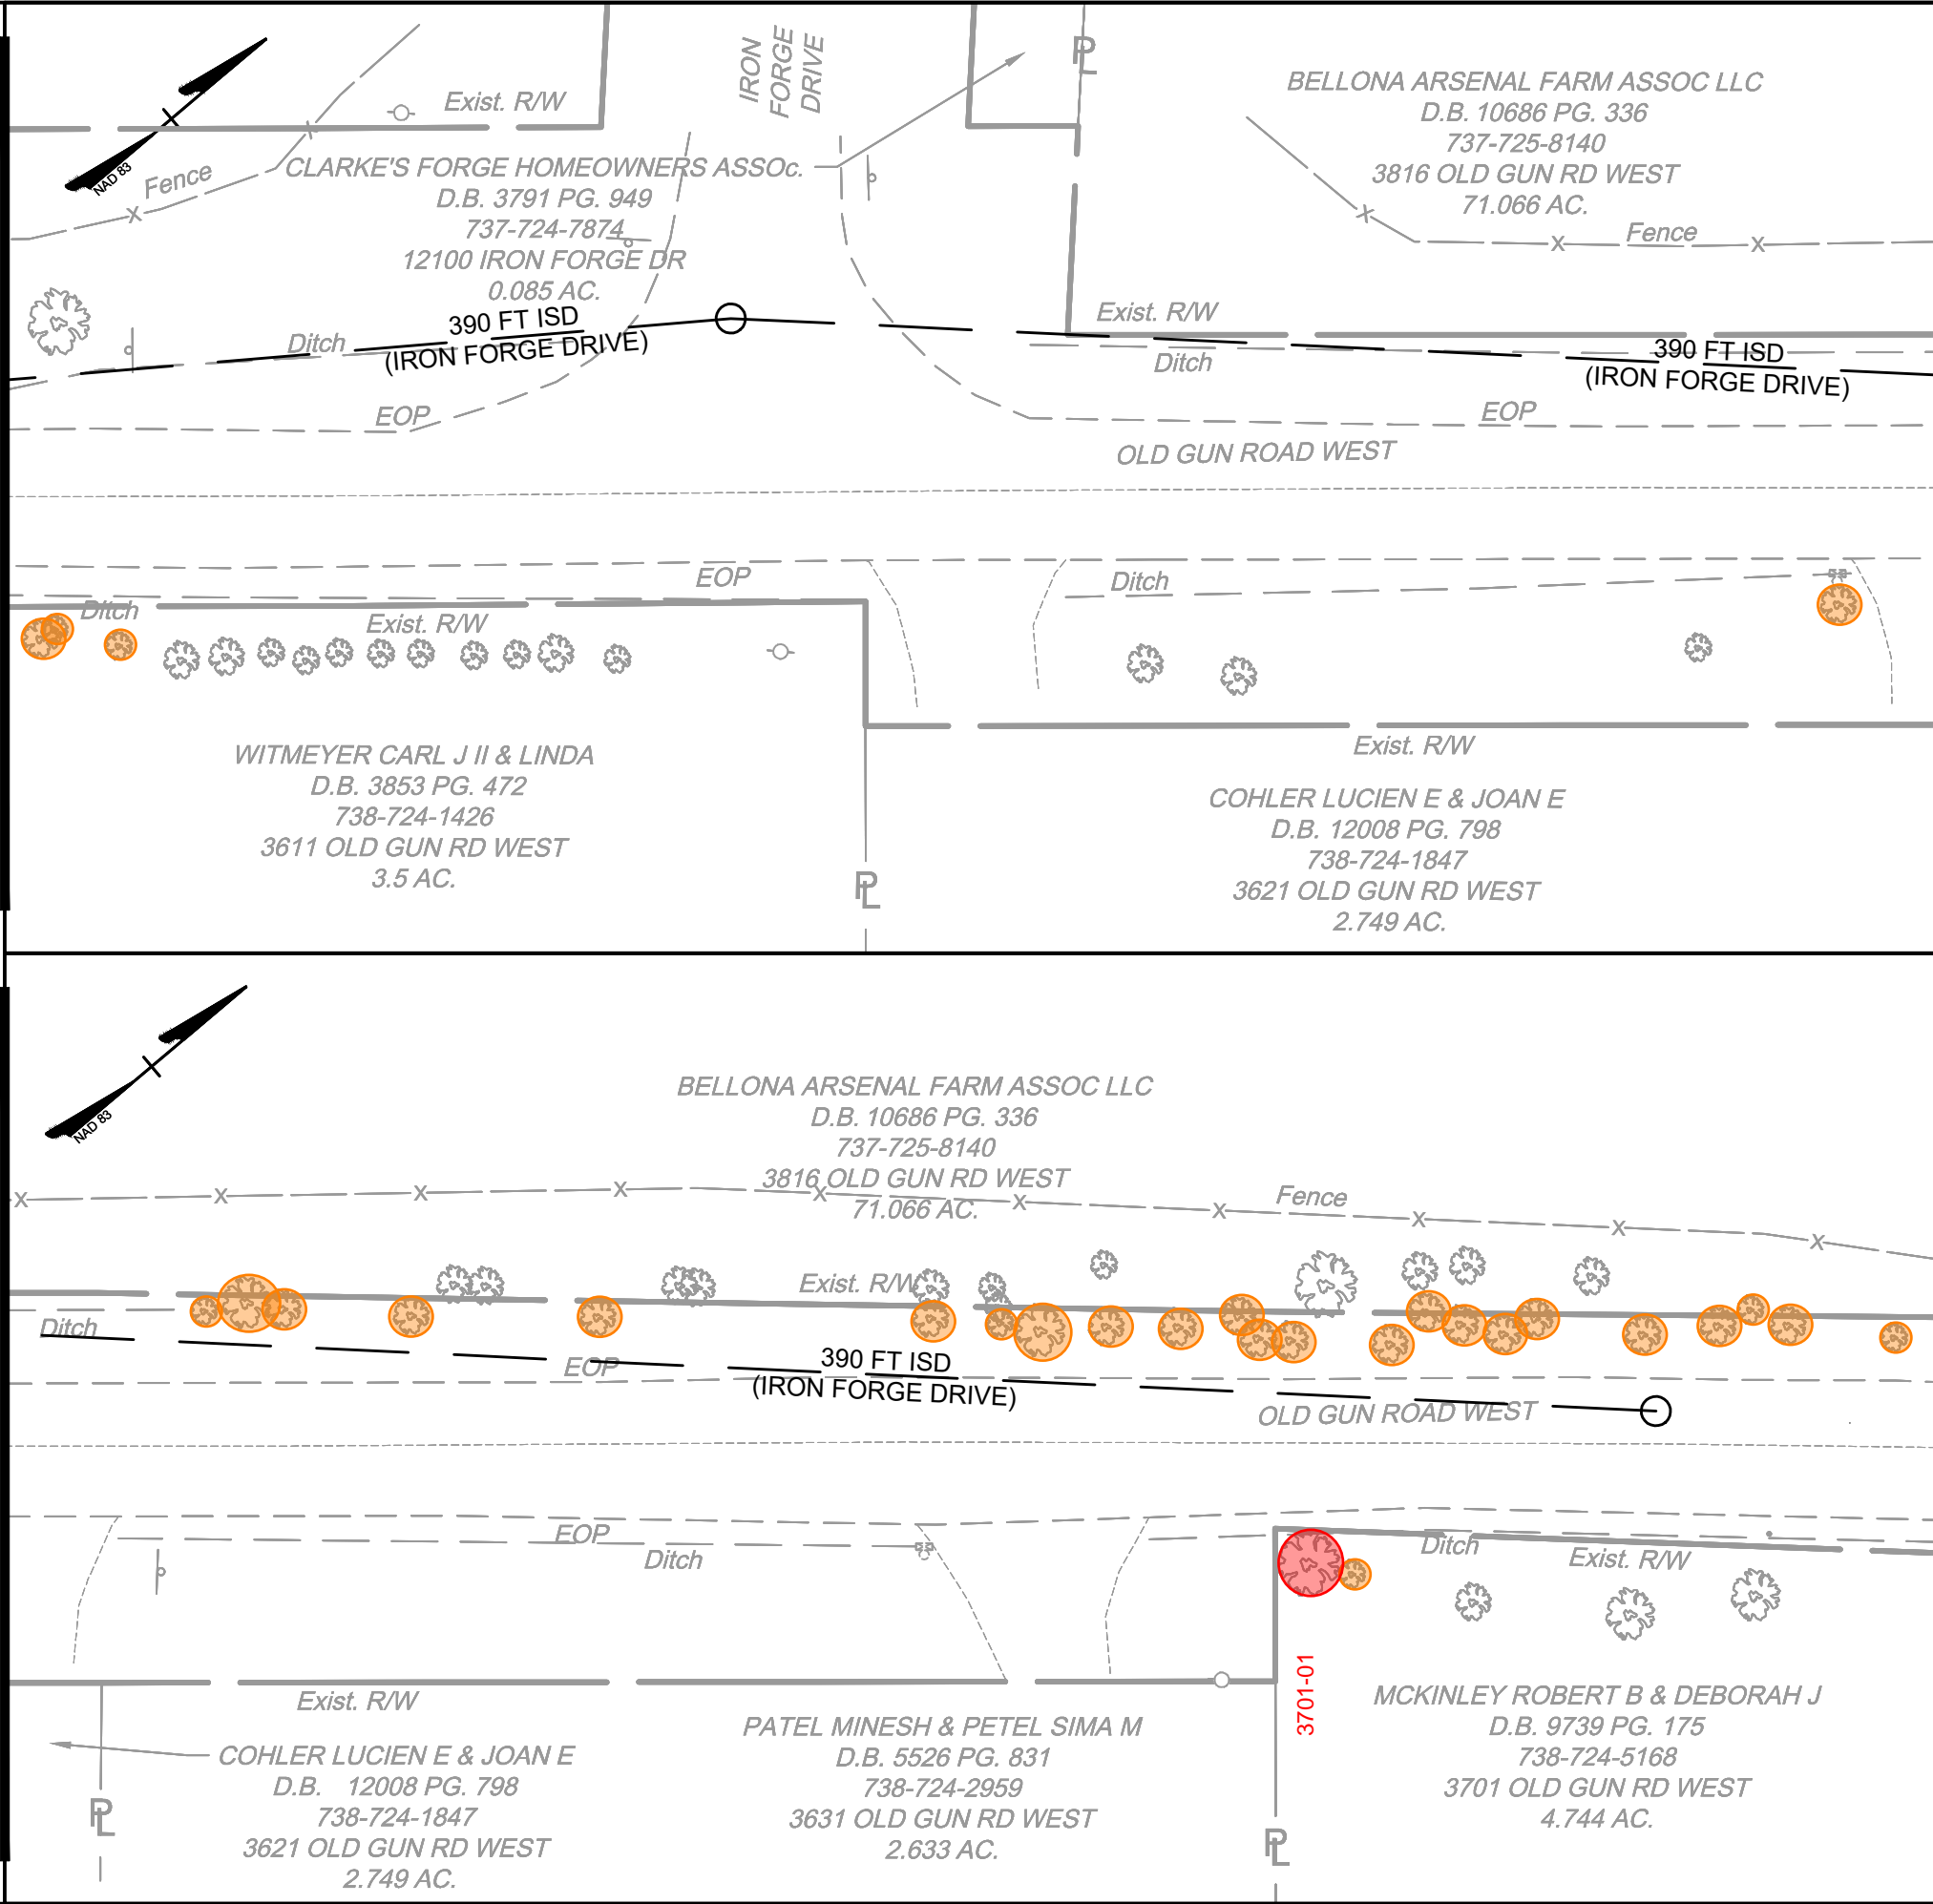 IRON
FORGE
DRIVE
NAD 83
Exist. R/W
Fence
CLARKE'S FORGE HOMEOWNERS ASSOc.
D.B. 3791 PG. 949
737-724-7874
12100 IRON FORGE DR
0.085 AC.
PL
BELLONA ARSENAL FARM ASSOC LLC
D.B. 10686 PG. 336
737-725-8140
3816 OLD GUN RD WEST
71.066 AC.
Fence
Ditch
390 FT ISD
(IRON FORGE DRIVE)
Exist. R/W
Ditch
390 FT ISD
(IRON FORGE DRIVE)
EOP
EOP
OLD GUN ROAD WEST
EOP
Ditch
Ditch
Exist. R/W
Exist. R/W
WITMEYER CARL J II & LINDA
D.B. 3853 PG. 472
738-724-1426
3611 OLD GUN RD WEST
3.5 AC.
PL
COHLER LUCIEN E & JOAN E
D.B. 12008 PG. 798
738-724-1847
3621 OLD GUN RD WEST
2.749 AC.
NAD 83
BELLONA ARSENAL FARM ASSOC LLC
D.B. 10686 PG. 336
737-725-8140
3816 OLD GUN RD WEST
71.066 AC.
Fence
Exist. R/W
Ditch
EOP
390 FT ISD
(IRON FORGE DRIVE)
OLD GUN ROAD WEST
EOP
Ditch
Ditch
Exist. R/W
Exist. R/W
3701-01
COHLER LUCIEN E & JOAN E
D.B. 12008 PG. 798
738-724-1847
3621 OLD GUN RD WEST
2.749 AC.
PL
PATEL MINESH & PETEL SIMA M
D.B. 5526 PG. 831
738-724-2959
3631 OLD GUN RD WEST
2.633 AC.
PL
MCKINLEY ROBERT B & DEBORAH J
D.B. 9739 PG. 175
738-724-5168
3701 OLD GUN RD WEST
4.744 AC.